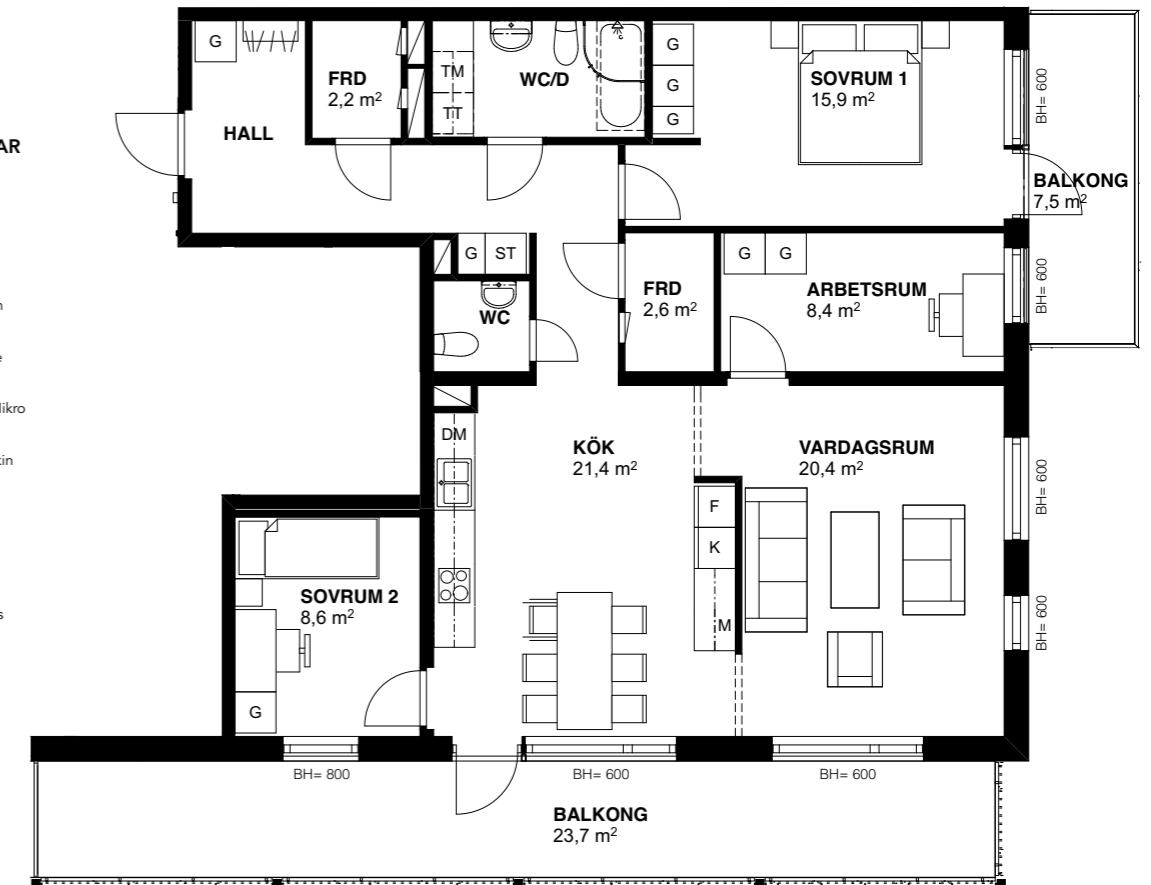 G
FRD
2,2 m²
HALL
TM
TT
WC/D
G
G
G
SOVRUM 1
15,9 m²
BH= 600
BALKONG
7,5 m²
AR
G ST
WC
FRD
2,6 m²
G G
ARBETSRUM
8,4 m²
BH= 600
n
e
likro
kin
s
DM
KÖK
21,4 m²
F
K
M
VARDAGSRUM
20,4 m²
BH= 600
BH= 600
SOVRUM 2
8,6 m²
G
BH= 800
BH= 600
BH= 600
BALKONG
23,7 m²